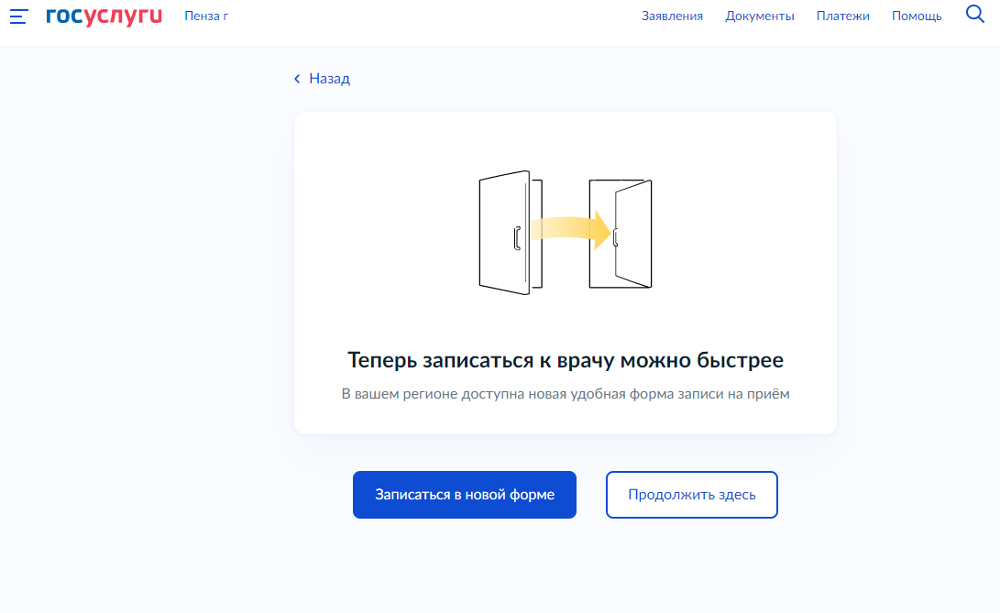 госуслуги Пенза г Заявления Документы Платежи Помощь
Назад
Теперь записаться к врачу можно быстрее
В вашем регионе доступна новая удобная форма записи на приём
Записаться в новой форме Продолжить здесь